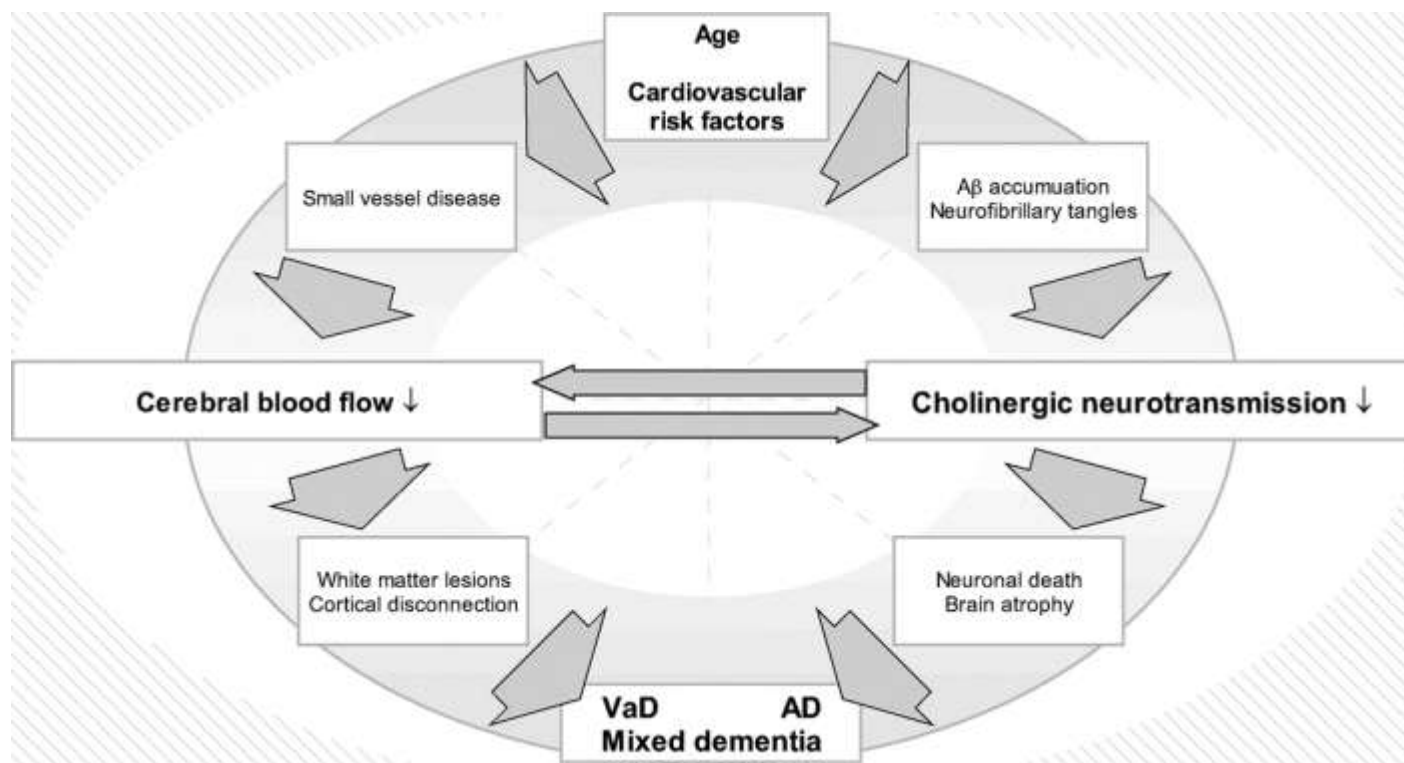 Age
Cardiovascular
risk factors
Small vessel disease
Aβ accumuation
Neurofibrillary tangles
Cerebral blood flow ↓
Cholinergic neurotransmission ↓
White matter lesions
Cortical disconnection
Neuronal death
Brain atrophy
VaD AD
Mixed dementia